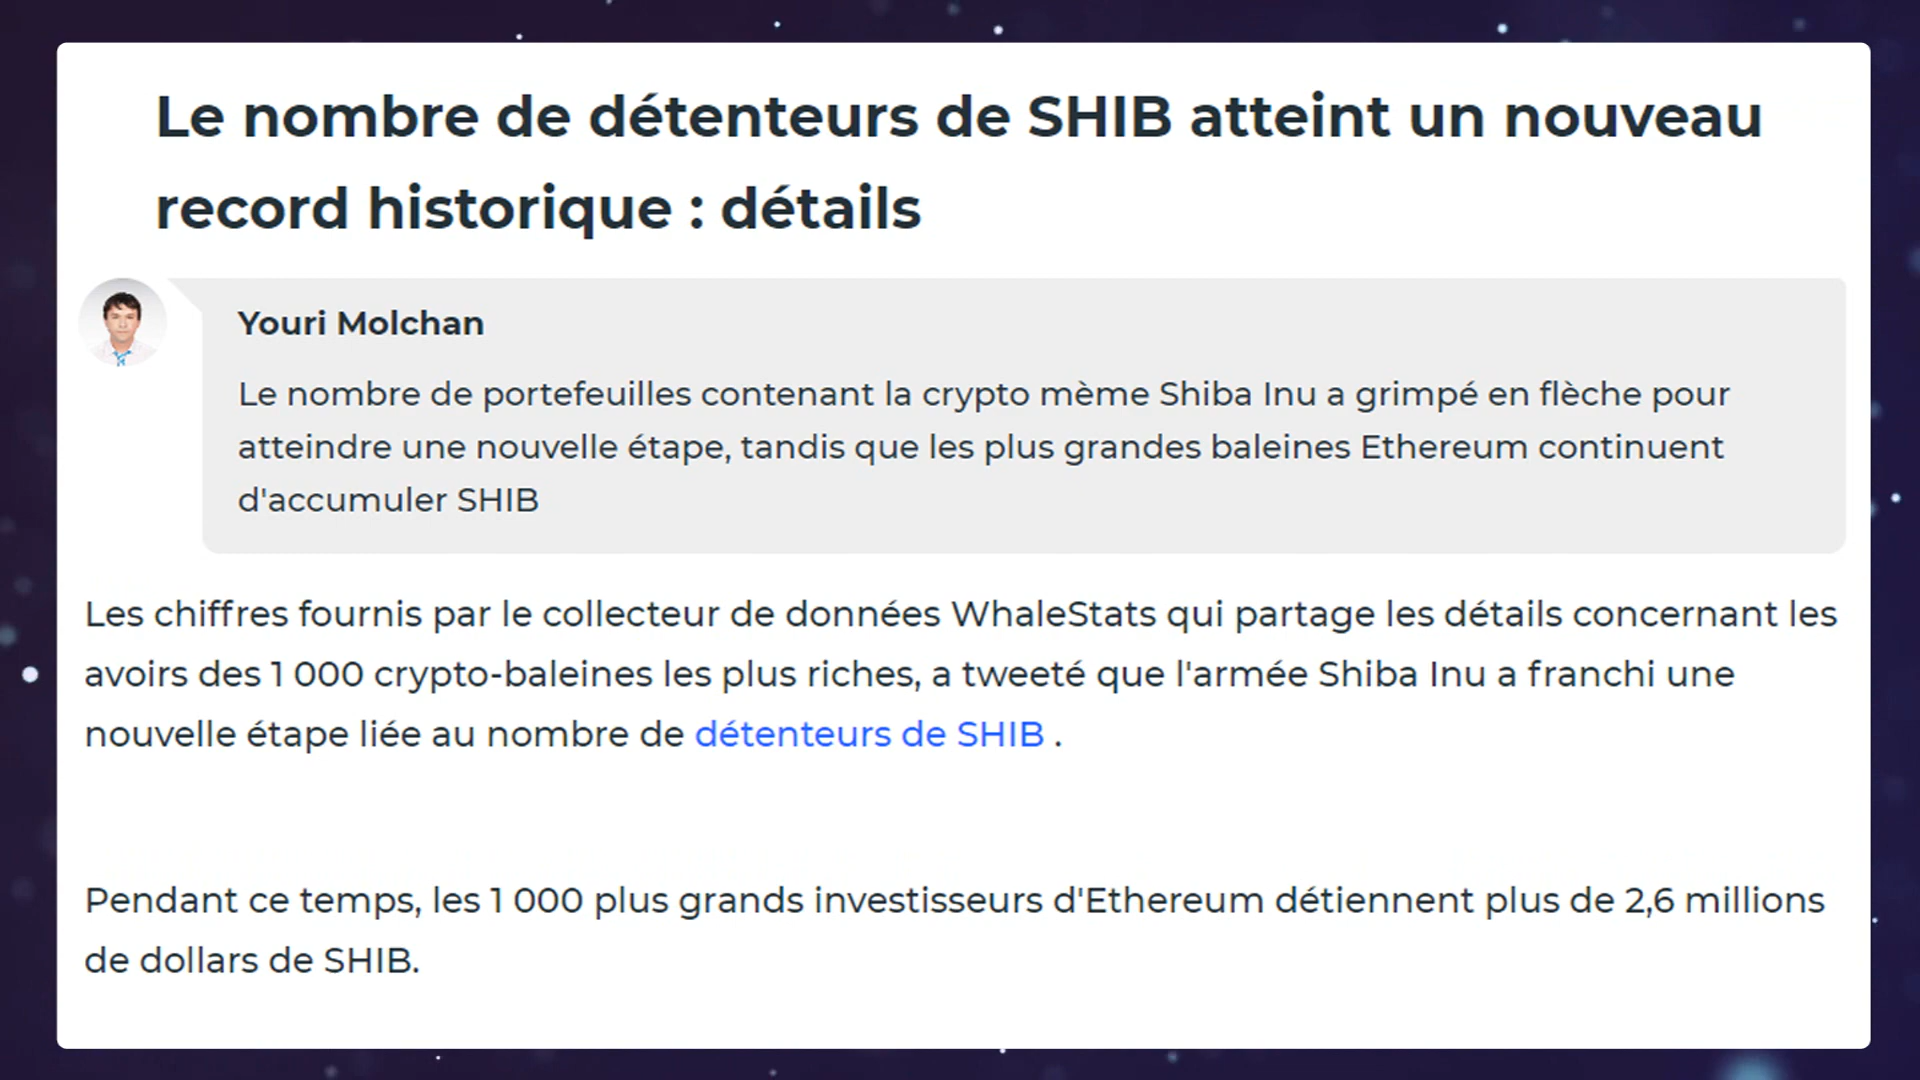 Le nombre de détenteurs de SHIB atteint un nouveau
record historique : détails
Youri Molchan
Le nombre de portefeuilles contenant la crypto mème Shiba Inu a grimpé en flèche pour
atteindre une nouvelle étape, tandis que les plus grandes baleines Ethereum continuent
d'accumuler SHIB
Les chiffres fournis par le collecteur de données WhaleStats qui partage les détails concernant les
avoirs des 1 000 crypto-baleines les plus riches, a tweeté que l'armée Shiba Inu a franchi une
nouvelle étape liée au nombre de détenteurs de SHIB .
Pendant ce temps, les 1 000 plus grands investisseurs d'Ethereum détiennent plus de 2,6 millions
de dollars de SHIB.